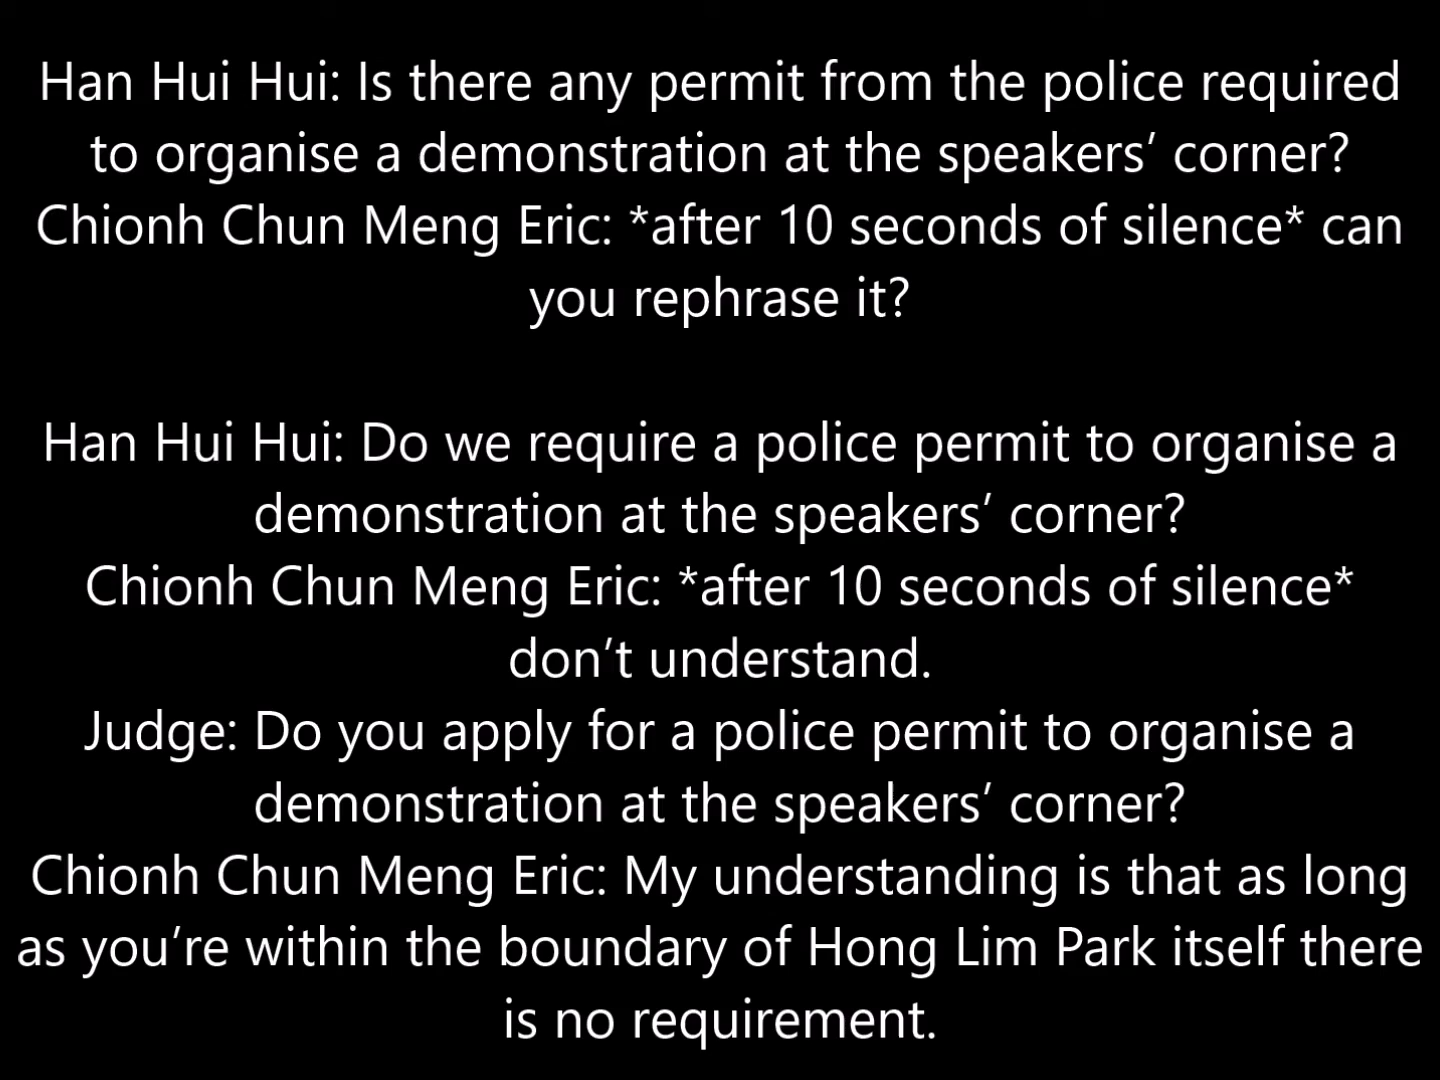 Han Hui Hui: Is there any permit from the police required
to organise a demonstration at the speakers’ corner?
Chionh Chun Meng Eric: *after 10 seconds of silence* can
you rephrase it?
Han Hui Hui: Do we require a police permit to organise a
demonstration at the speakers’ corner?
Chionh Chun Meng Eric: *after 10 seconds of silence*
don’t understand.
Judge: Do you apply for a police permit to organise a
demonstration at the speakers’ corner?
Chionh Chun Meng Eric: My understanding is that as long
as you’re within the boundary of Hong Lim Park itself there
is no requirement.